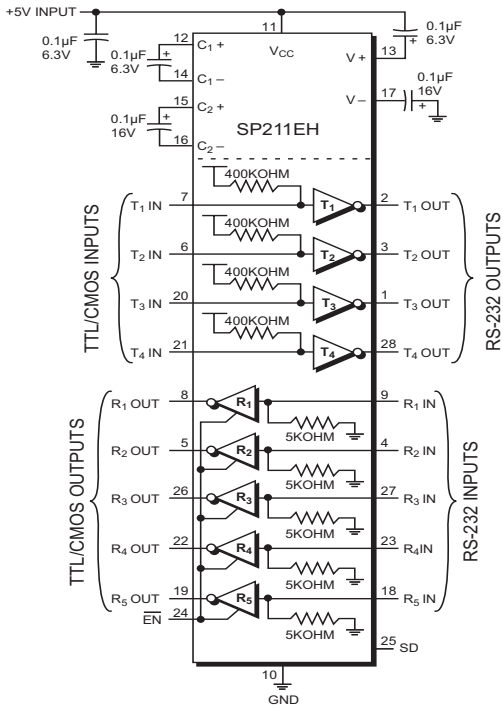 +5V INPUT
0.1µF
6.3V
0.1µF
6.3V
0.1µF
16V
12
C1 +
14
C1 –
15
C2 +
16
C2 –
11
VCC
V +
13
0.1µF
6.3V
V –
17
0.1µF
16V
SP211EH
TTL/CMOS INPUTS
400KOHM
T1 IN 7 T1 2 T1 OUT
400KOHM
T2 IN 6 T2 3 T2 OUT
400KOHM
T3 IN 20 T3 1 T3 OUT
400KOHM
T4 IN 21 T4 28 T4 OUT
RS-232 OUTPUTS
TTL/CMOS OUTPUTS
R1 OUT 8 R1 9 R1 IN
5KOHM
R2 OUT 5 R2 4 R2 IN
5KOHM
R3 OUT 26 R3 27 R3 IN
5KOHM
R4 OUT 22 R4 23 R4IN
5KOHM
R5 OUT 19 R5 18 R5 IN
5KOHM
RS-232 INPUTS
EN 24
25 SD
10
GND